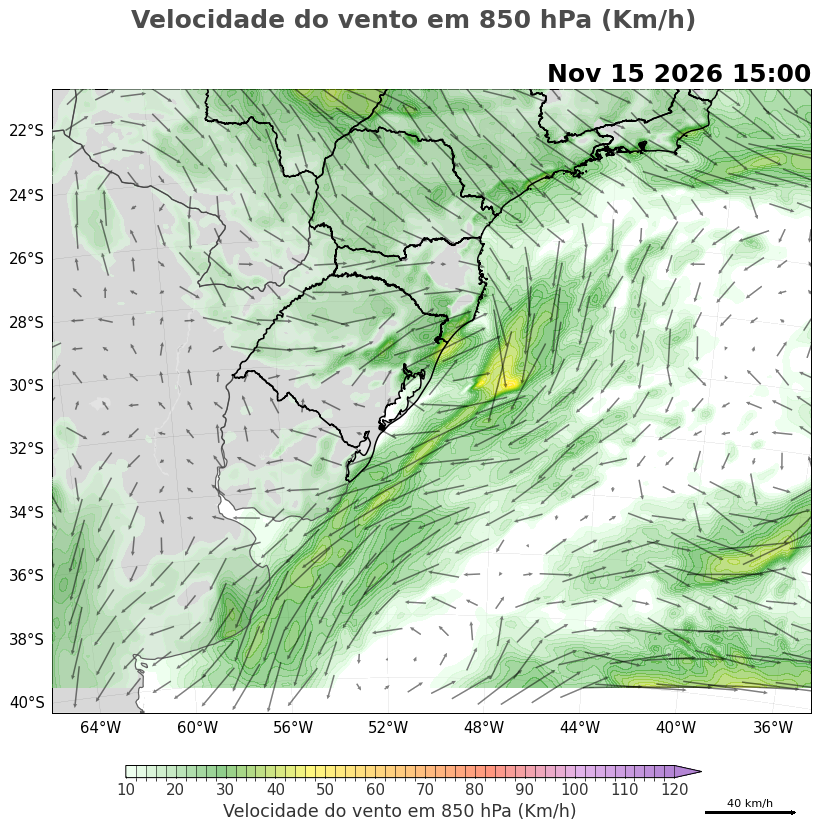 Velocidade do vento em 850 hPa (Km/h)
Nov 15 2026 15:00
22°S
24°S
26°S
28°S
30°S
32°S
34°S
36°S
38°S
40°S
64°W 60°W 56°W 52°W 48°W 44°W 40°W 36°W
10 20 30 40 50 60 70 80 90 100 110 120
Velocidade do vento em 850 hPa (Km/h)
40 km/h